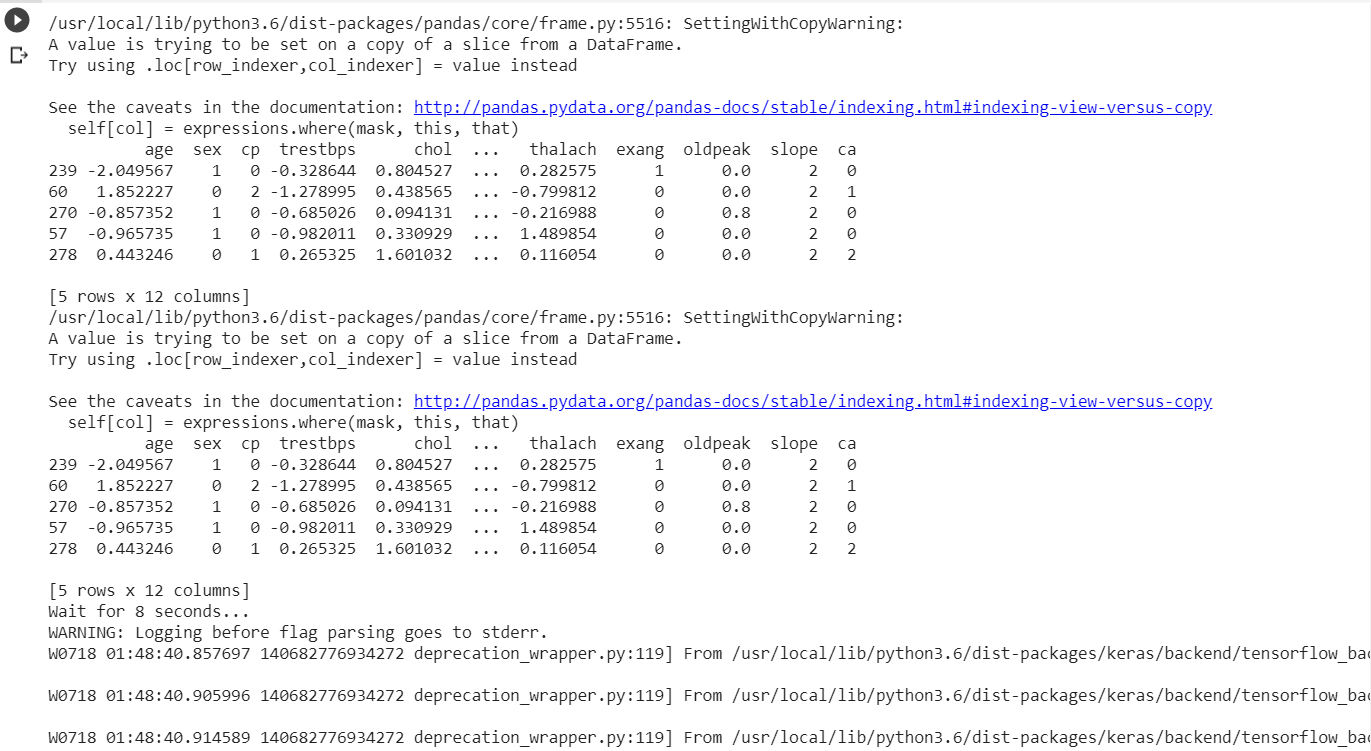 /usr/local/lib/python3.6/dist-packages/pandas/core/frame.py:5516: SettingWithCopyWarning:
A value is trying to be set on a copy of a slice from a DataFrame.
Try using .loc[row_indexer,col_indexer] = value instead
See the caveats in the documentation: http://pandas.pydata.org/pandas-docs/stable/indexing.html#indexing-view-versus-copy
  self[col] = expressions.where(mask, this, that)
          age  sex  cp  trestbps      chol  ...   thalach  exang  oldpeak  slope  ca
239 -2.049567    1   0 -0.328644  0.804527  ...  0.282575      1      0.0      2   0
60   1.852227    0   2 -1.278995  0.438565  ... -0.799812      0      0.0      2   1
270 -0.857352    1   0 -0.685026  0.094131  ... -0.216988      0      0.8      2   0
57  -0.965735    1   0 -0.982011  0.330929  ...  1.489854      0      0.0      2   0
278  0.443246    0   1  0.265325  1.601032  ...  0.116054      0      0.0      2   2
[5 rows x 12 columns]
/usr/local/lib/python3.6/dist-packages/pandas/core/frame.py:5516: SettingWithCopyWarning:
A value is trying to be set on a copy of a slice from a DataFrame.
Try using .loc[row_indexer,col_indexer] = value instead
See the caveats in the documentation: http://pandas.pydata.org/pandas-docs/stable/indexing.html#indexing-view-versus-copy
  self[col] = expressions.where(mask, this, that)
          age  sex  cp  trestbps      chol  ...   thalach  exang  oldpeak  slope  ca
239 -2.049567    1   0 -0.328644  0.804527  ...  0.282575      1      0.0      2   0
60   1.852227    0   2 -1.278995  0.438565  ... -0.799812      0      0.0      2   1
270 -0.857352    1   0 -0.685026  0.094131  ... -0.216988      0      0.8      2   0
57  -0.965735    1   0 -0.982011  0.330929  ...  1.489854      0      0.0      2   0
278  0.443246    0   1  0.265325  1.601032  ...  0.116054      0      0.0      2   2
[5 rows x 12 columns]
Wait for 8 seconds...
WARNING: Logging before flag parsing goes to stderr.
W0718 01:48:40.857697 140682776934272 deprecation_wrapper.py:119] From /usr/local/lib/python3.6/dist-packages/keras/backend/tensorflow_bac
W0718 01:48:40.905996 140682776934272 deprecation_wrapper.py:119] From /usr/local/lib/python3.6/dist-packages/keras/backend/tensorflow_bac
W0718 01:48:40.914589 140682776934272 deprecation_wrapper.py:119] From /usr/local/lib/python3.6/dist-packages/keras/backend/tensorflow_bac